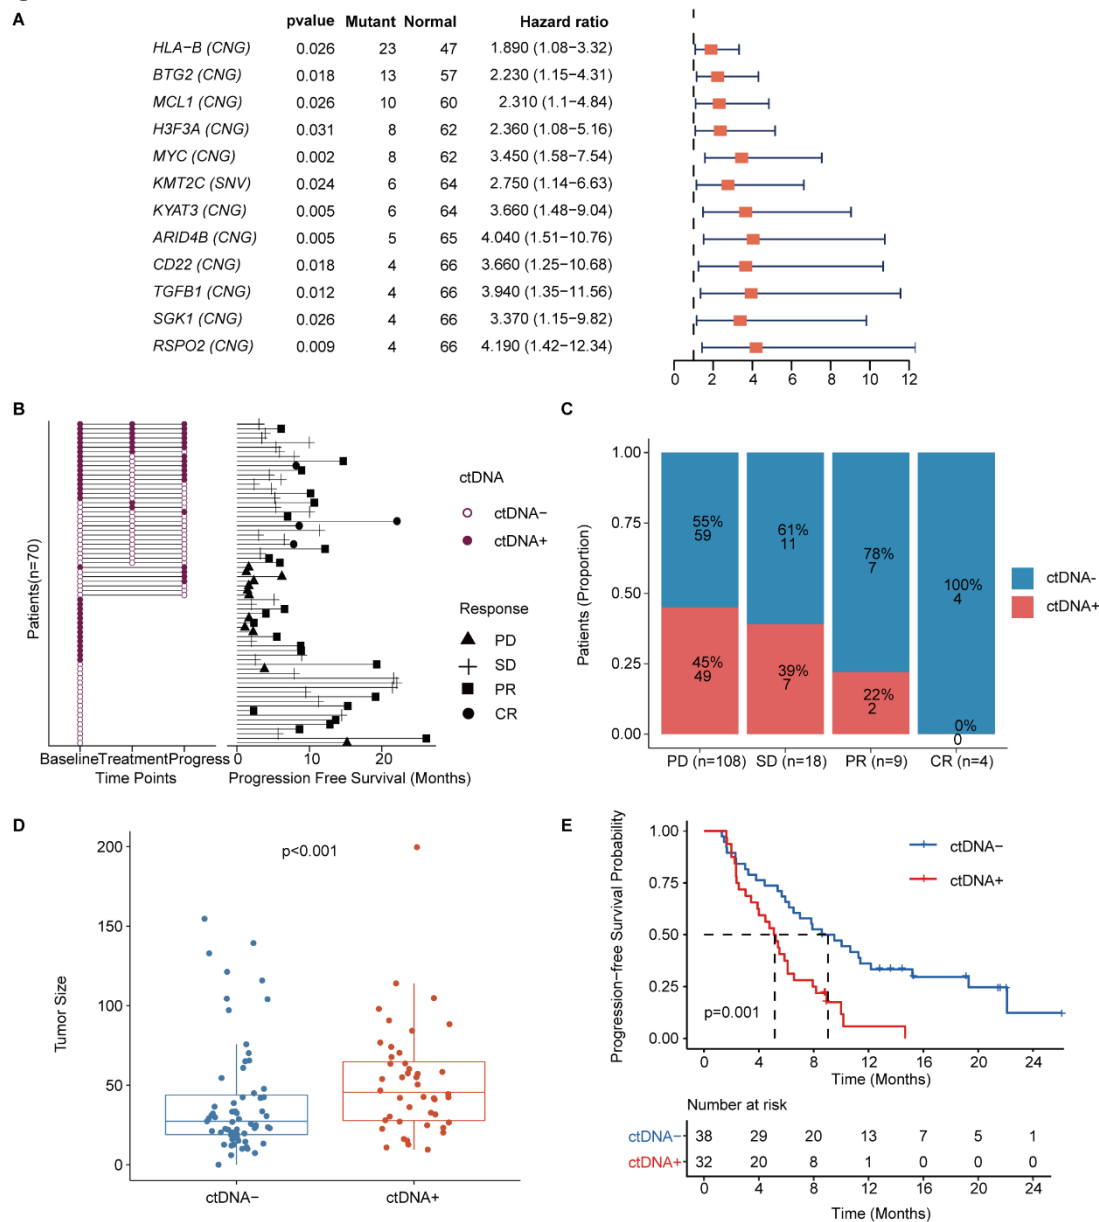 A
pvalue Mutant Normal Hazard ratio
HLA−B (CNG) 0.026 23 47 1.890 (1.08−3.32)
BTG2 (CNG) 0.018 13 57 2.230 (1.15−4.31)
MCL1 (CNG) 0.026 10 60 2.310 (1.1−4.84)
H3F3A (CNG) 0.031 8 62 2.360 (1.08−5.16)
MYC (CNG) 0.002 8 62 3.450 (1.58−7.54)
KMT2C (SNV) 0.024 6 64 2.750 (1.14−6.63)
KYAT3 (CNG) 0.005 6 64 3.660 (1.48−9.04)
ARID4B (CNG) 0.005 5 65 4.040 (1.51−10.76)
CD22 (CNG) 0.018 4 66 3.660 (1.25−10.68)
TGFB1 (CNG) 0.012 4 66 3.940 (1.35−11.56)
SGK1 (CNG) 0.026 4 66 3.370 (1.15−9.82)
RSPO2 (CNG) 0.009 4 66 4.190 (1.42−12.34)
0 2 4 6 8 10 12
B
Patients(n=70)
Baseline Treatment Progress
Time Points
0 10 20
Progression Free Survival (Months)
ctDNA
ctDNA−
ctDNA+
Response
PD
SD
PR
CR
C
Patients (Proportion)
1.00
0.75
0.50
0.25
0.00
55%
59
45%
49
61%
11
39%
7
78%
7
22%
2
100%
4
0%
0
PD (n=108) SD (n=18) PR (n=9) CR (n=4)
ctDNA-
ctDNA+
D
Tumor Size
200
150
100
50
0
p<0.001
ctDNA− ctDNA+
E
Progression−free Survival Probability
1.00
0.75
0.50
0.25
0.00
ctDNA−
ctDNA+
p=0.001
0 4 8 12 16 20 24
Time (Months)
Number at risk
ctDNA− 38 29 20 13 7 5 1
ctDNA+ 32 20 8 1 0 0 0
0 4 8 12 16 20 24
Time (Months)